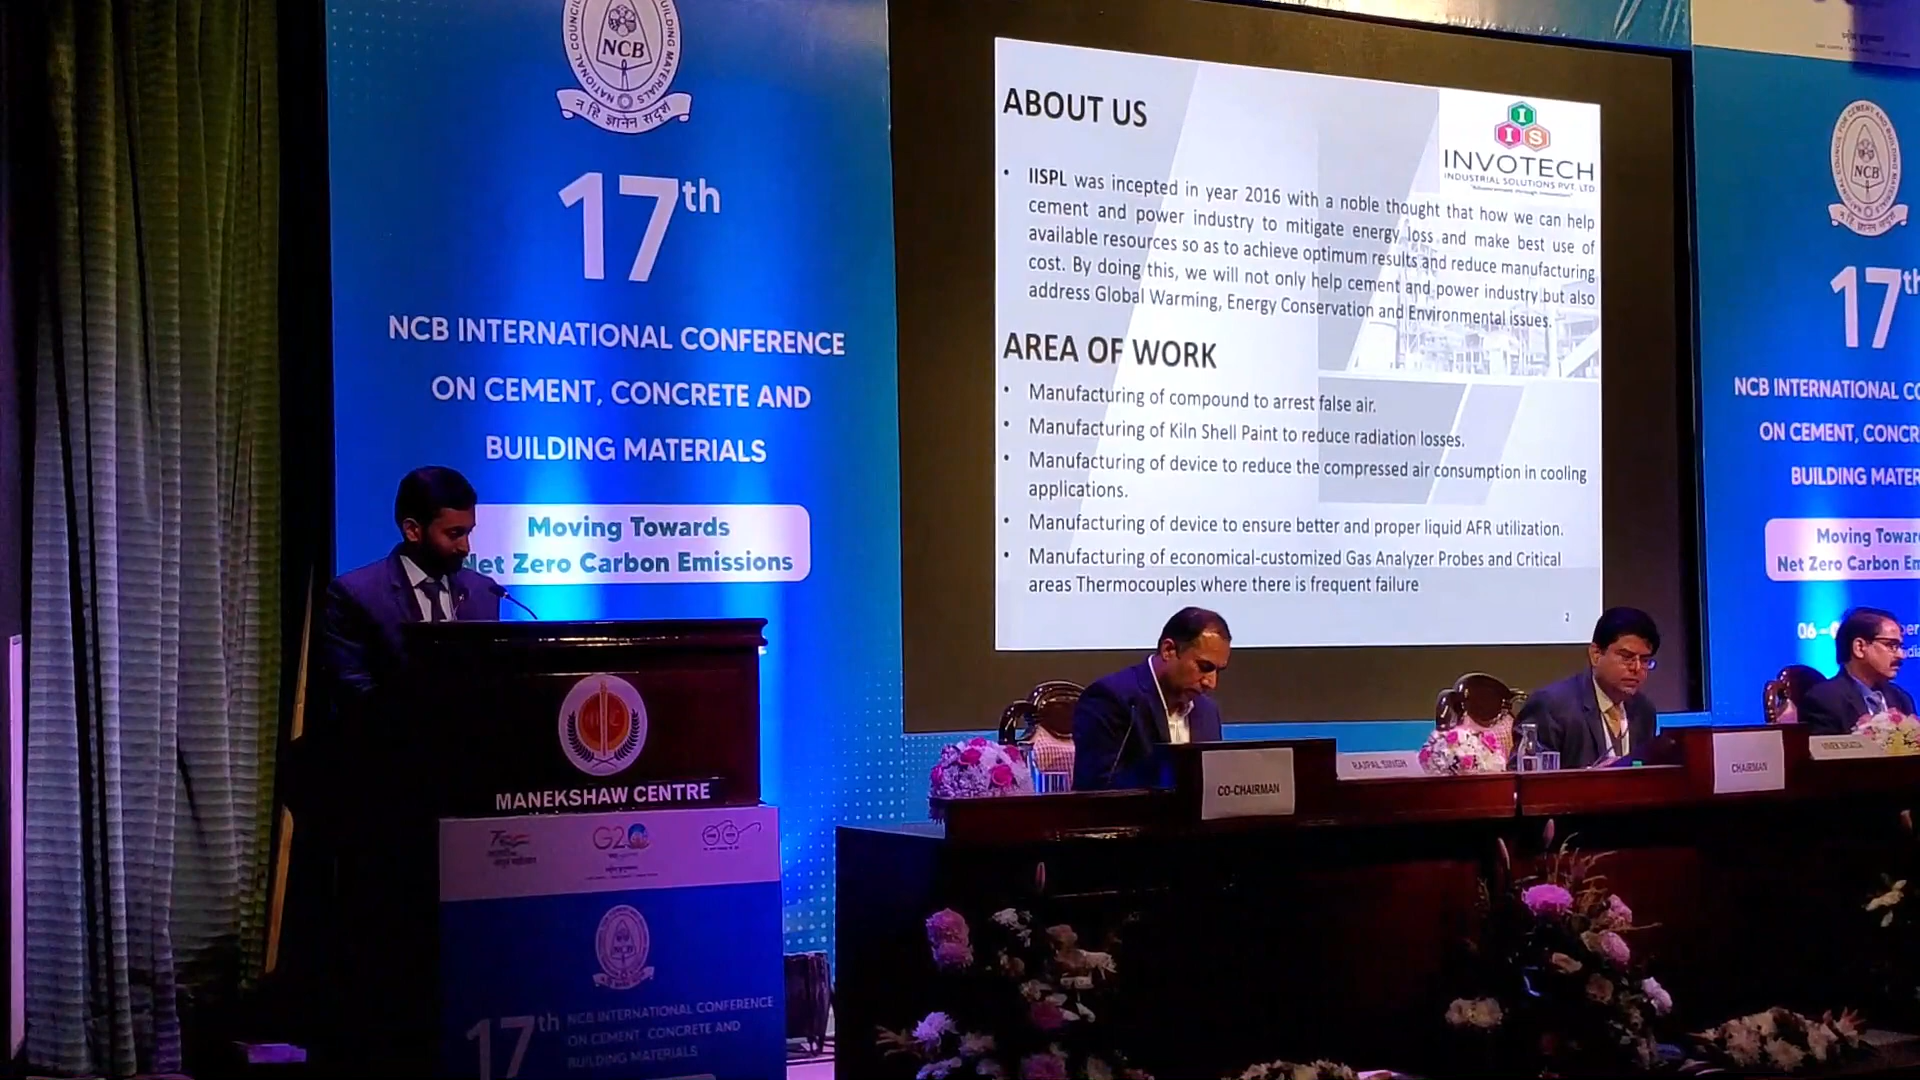 NATIONAL COUNCIL
BUILDING MATERIALS
NCB
न हि ज्ञानेन सदृशं
17th
NCB INTERNATIONAL CONFERENCE
ON CEMENT, CONCRETE AND
BUILDING MATERIALS
Moving Towards
Net Zero Carbon Emissions
ABOUT US
IIS
INVOTECH
INDUSTRIAL SOLUTIONS PVT. LTD
• IISPL was incepted in year 2016 with a noble thought that how we can help
cement and power industry to mitigate energy loss and make best use of
available resources so as to achieve optimum results and reduce manufacturing
cost. By doing this, we will not only help cement and power industry but also
address Global Warming, Energy Conservation and Environmental issues.
AREA OF WORK
• Manufacturing of compound to arrest false air.
• Manufacturing of Kiln Shell Paint to reduce radiation losses.
• Manufacturing of device to reduce the compressed air consumption in cooling
applications.
• Manufacturing of device to ensure better and proper liquid AFR utilization.
• Manufacturing of economical-customized Gas Analyzer Probes and Critical
areas Thermocouples where there is frequent failure
2
NCB
17th
NCB INTERNATIONAL CO
ON CEMENT, CONCR
BUILDING MATER
Moving Towar
Net Zero Carbon Em
06 –
MANEKSHAW CENTRE
G20
NCB
17th NCB INTERNATIONAL CONFERENCE
ON CEMENT CONCRETE AND
BUILDING MATERIALS
CO-CHAIRMAN
RAJPAL SINGH
CHAIRMAN